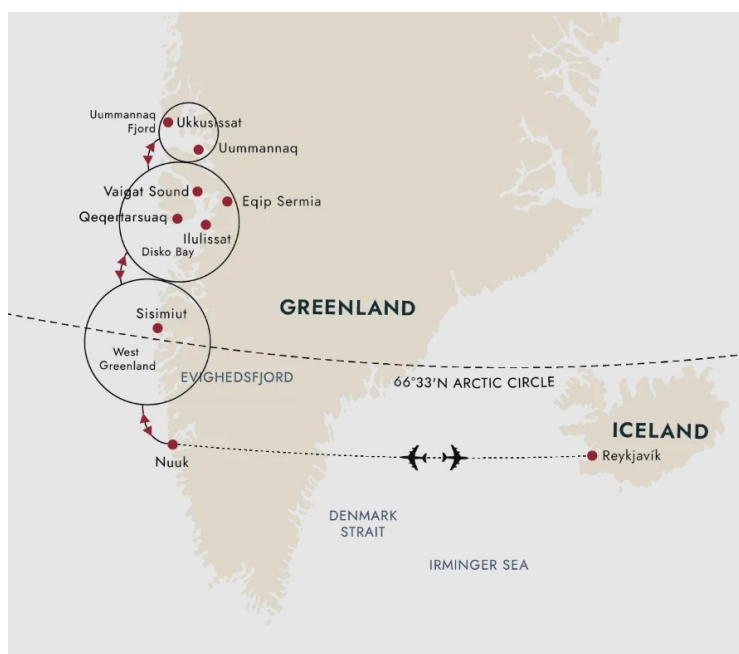 Uummannaq
Fjord
Ukkusissat
Uummannaq
Vaigat Sound
Eqip Sermia
Qeqertarsuaq
Ilulissat
Disko Bay
GREENLAND
Sisimiut
West
Greenland
EVIGHEDSFJORD
66°33'N ARCTIC CIRCLE
ICELAND
Reykjavík
Nuuk
DENMARK
STRAIT
IRMINGER SEA